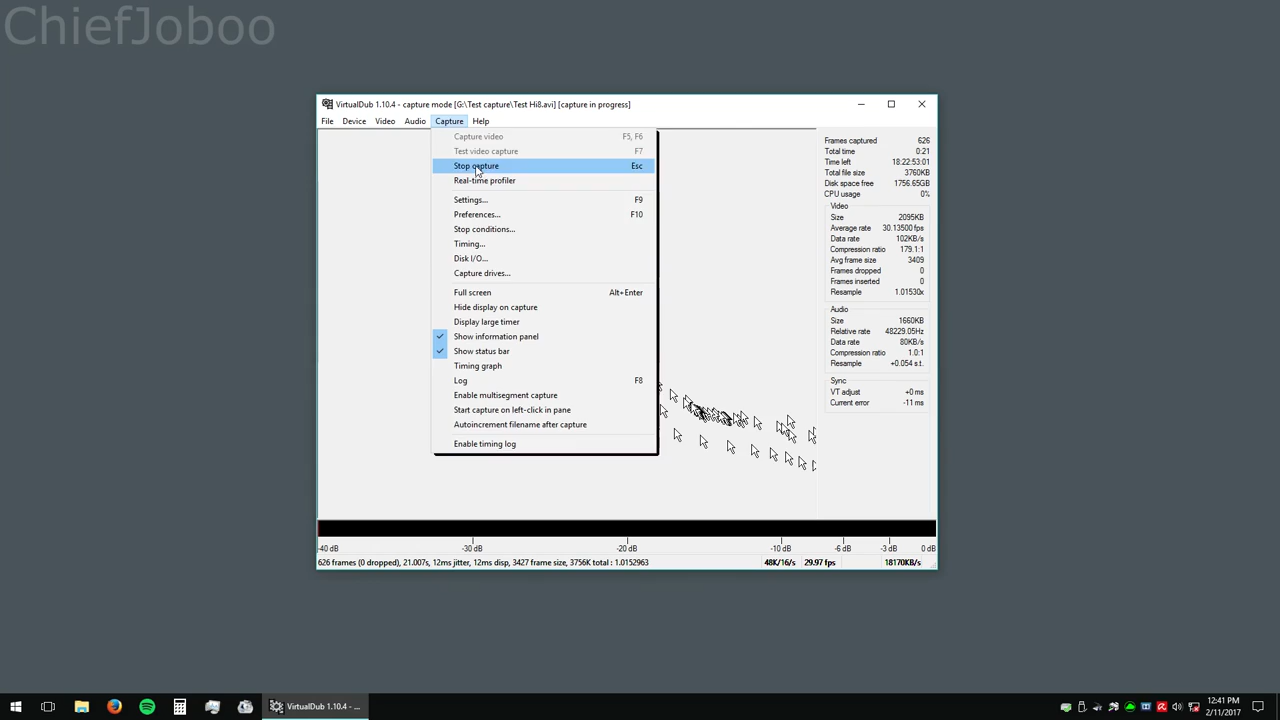 ChiefJoboo
VirtualDub 1.10.4 - capture mode [G:\Test capture\Test Hi8.avi] [capture in progress]
File Device Video Audio Capture Help
Capture video F5, F6
Test video capture F7
Stop capture Esc
Real-time profiler
Settings... F9
Preferences... F10
Stop conditions...
Timing...
Disk I/O...
Capture drives...
Full screen Alt+Enter
Hide display on capture
Display large timer
Show information panel
Show status bar
Timing graph
Log F8
Enable multisegment capture
Start capture on left-click in pane
Autoincrement filename after capture
Enable timing log
Frames captured 626
Total time 0:21
Time left 18:22:53:01
Total file size 3760KB
Disk space free 1756.65GB
CPU usage 0%
Video
Size 2095KB
Average rate 30.13500 fps
Data rate 102KB/s
Compression ratio 179.1:1
Avg frame size 3409
Frames dropped 0
Frames inserted 0
Resample 1.01530x
Audio
Size 1660KB
Relative rate 48229.05Hz
Data rate 80KB/s
Compression ratio 1.0:1
Resample +0.054 s.t.
Sync
VT adjust +0 ms
Current error -11 ms
-40 dB -30 dB -20 dB -10 dB -6 dB -3 dB 0 dB
626 frames (0 dropped), 21.007s, 12ms jitter, 12ms disp, 3427 frame size, 3756K total : 1.0152963 48K/16/s 29.97 fps 18170KB/s
VirtualDub 1.10.4 - ...
12:41 PM
2/11/2017